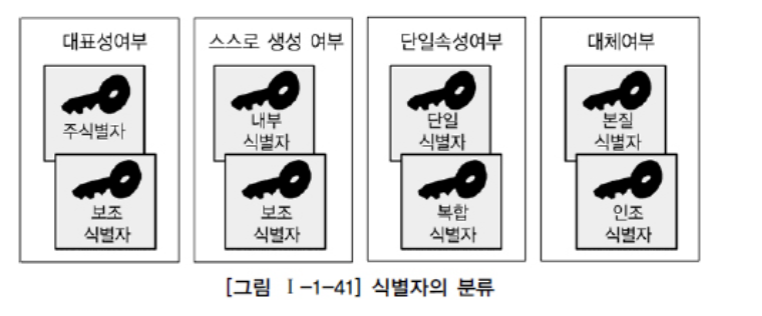 대표성여부
주식별자
보조
식별자
스스로 생성 여부
내부
식별자
보조
식별자
단일속성여부
단일
식별자
복합
식별자
대체여부
본질
식별자
인조
식별자
[그림 Ⅰ-1-41] 식별자의 분류